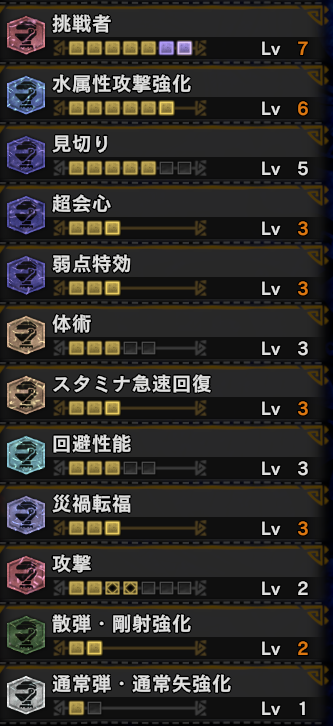 挑戦者
Lv 7
水属性攻撃強化
Lv 6
見切り
Lv 5
超会心
Lv 3
弱点特効
Lv 3
体術
Lv 3
スタミナ急速回復
Lv 3
回避性能
Lv 3
災禍転福
Lv 3
攻撃
Lv 2
散弾・剛射強化
Lv 2
通常弾・通常矢強化
Lv 1